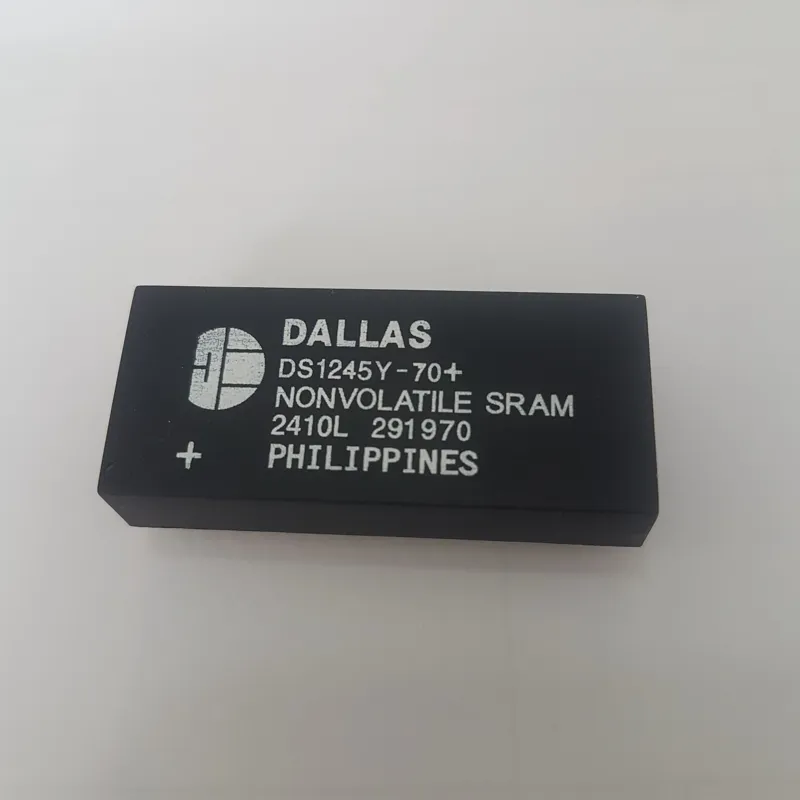 DALLAS
DS1245Y-70+
NONVOLATILE SRAM
2410L 291970
+ PHILIPPINES